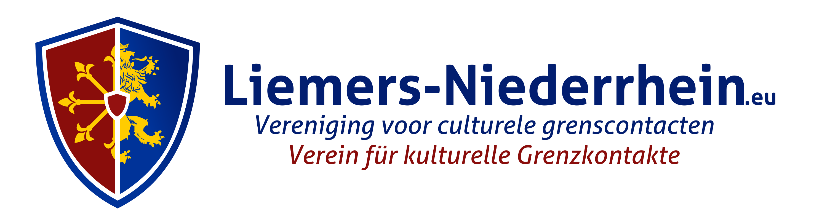 Liemers-Niederrhein.eu
Vereniging voor culturele grenscontacten
Verein für kulturelle Grenzkontakte